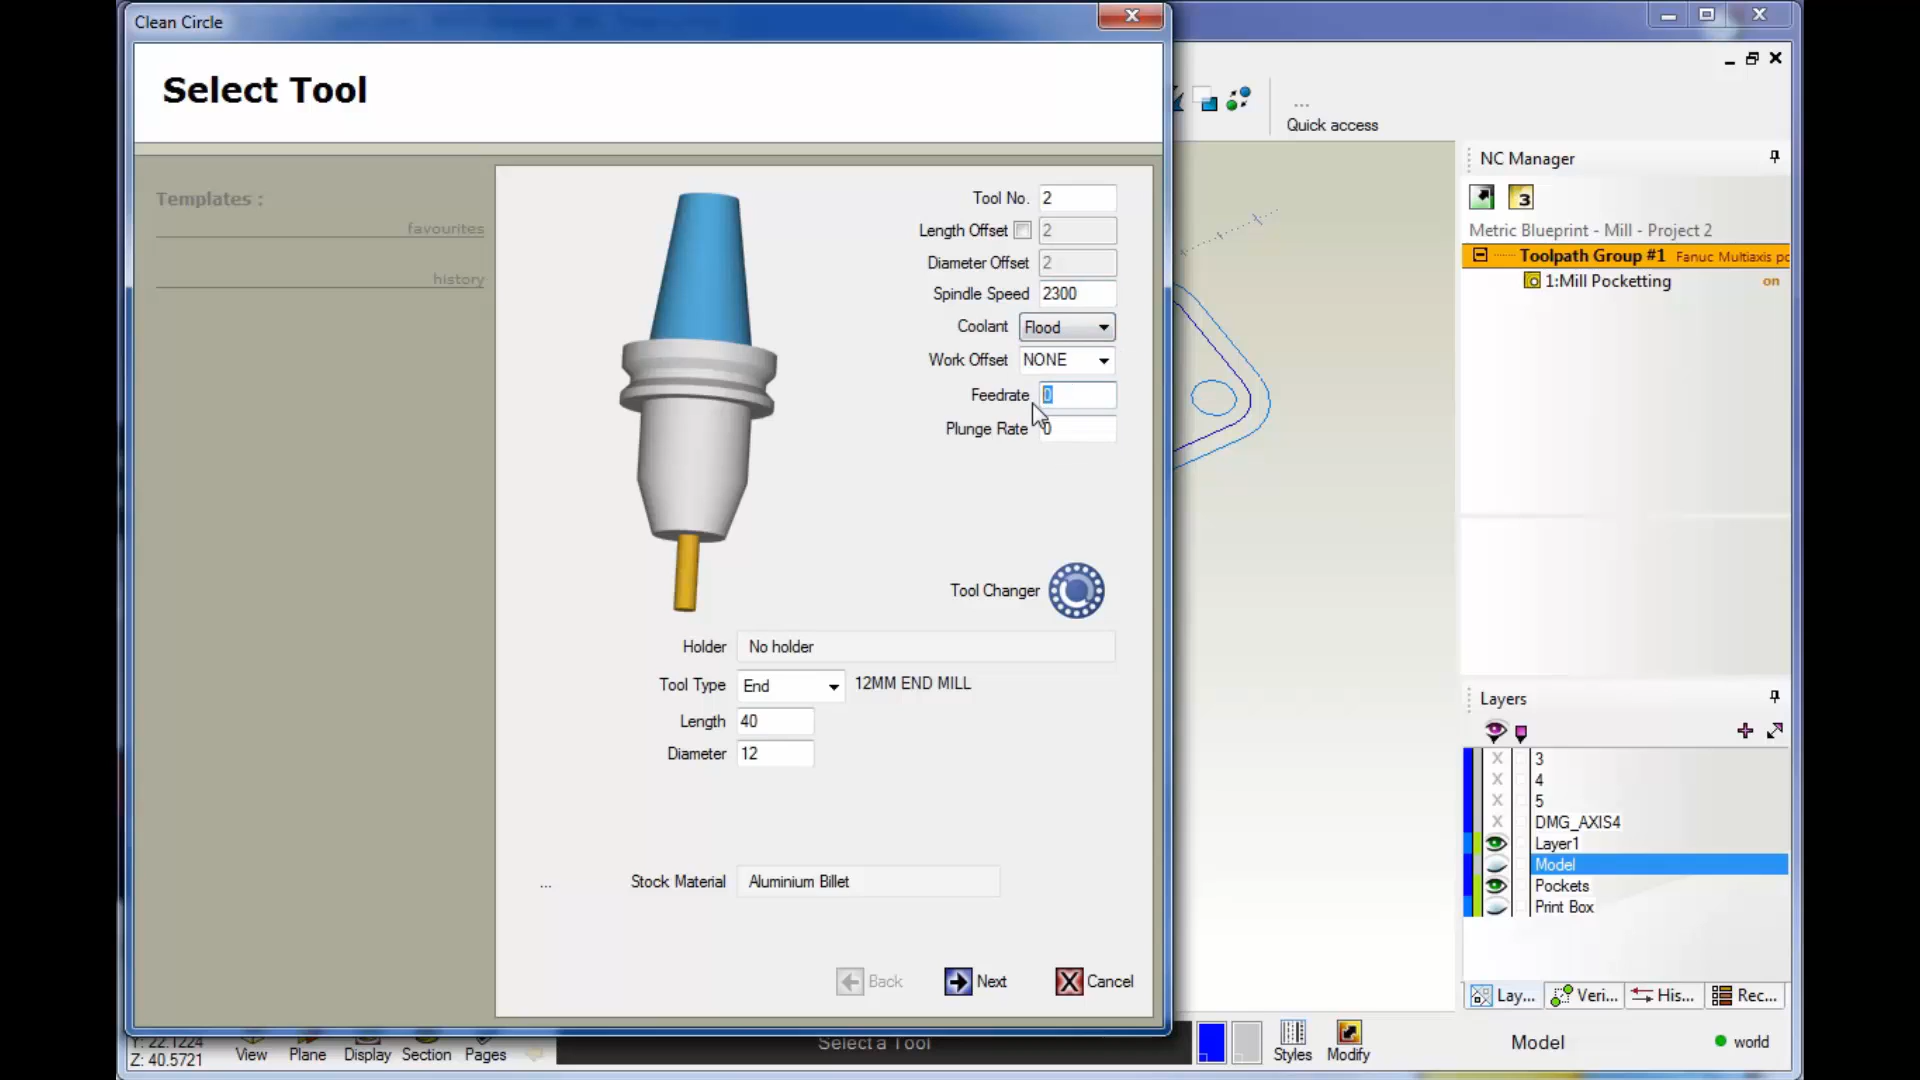 Clean Circle
Select Tool
Templates :
favourites
history
Tool No. 2
Length Offset 2
Diameter Offset 2
Spindle Speed 2300
Coolant Flood
Work Offset NONE
Feedrate 0
Plunge Rate 0
Tool Changer
Holder No holder
Tool Type End 12MM END MILL
Length 40
Diameter 12
... Stock Material Aluminium Billet
Back Next Cancel
...
Quick access
NC Manager
3
Metric Blueprint - Mill - Project 2
Toolpath Group #1 Fanuc Multiaxis pc
1:Mill Pocketting on
Layers
X 3
X 4
X 5
X DMG_AXIS4
Layer1
Model
Pockets
Print Box
Lay... Veri... His... Rec...
Y: 22.1224
Z: 40.5721
View Plane Display Section Pages
Select a Tool
Styles Modify
Model world